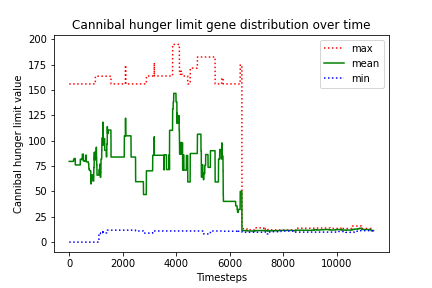 Cannibal hunger limit gene distribution over time
200
175
150
125
100
75
50
25
0
Cannibal hunger limit value
max
mean
min
0
2000
4000
6000
8000
10000
Timesteps